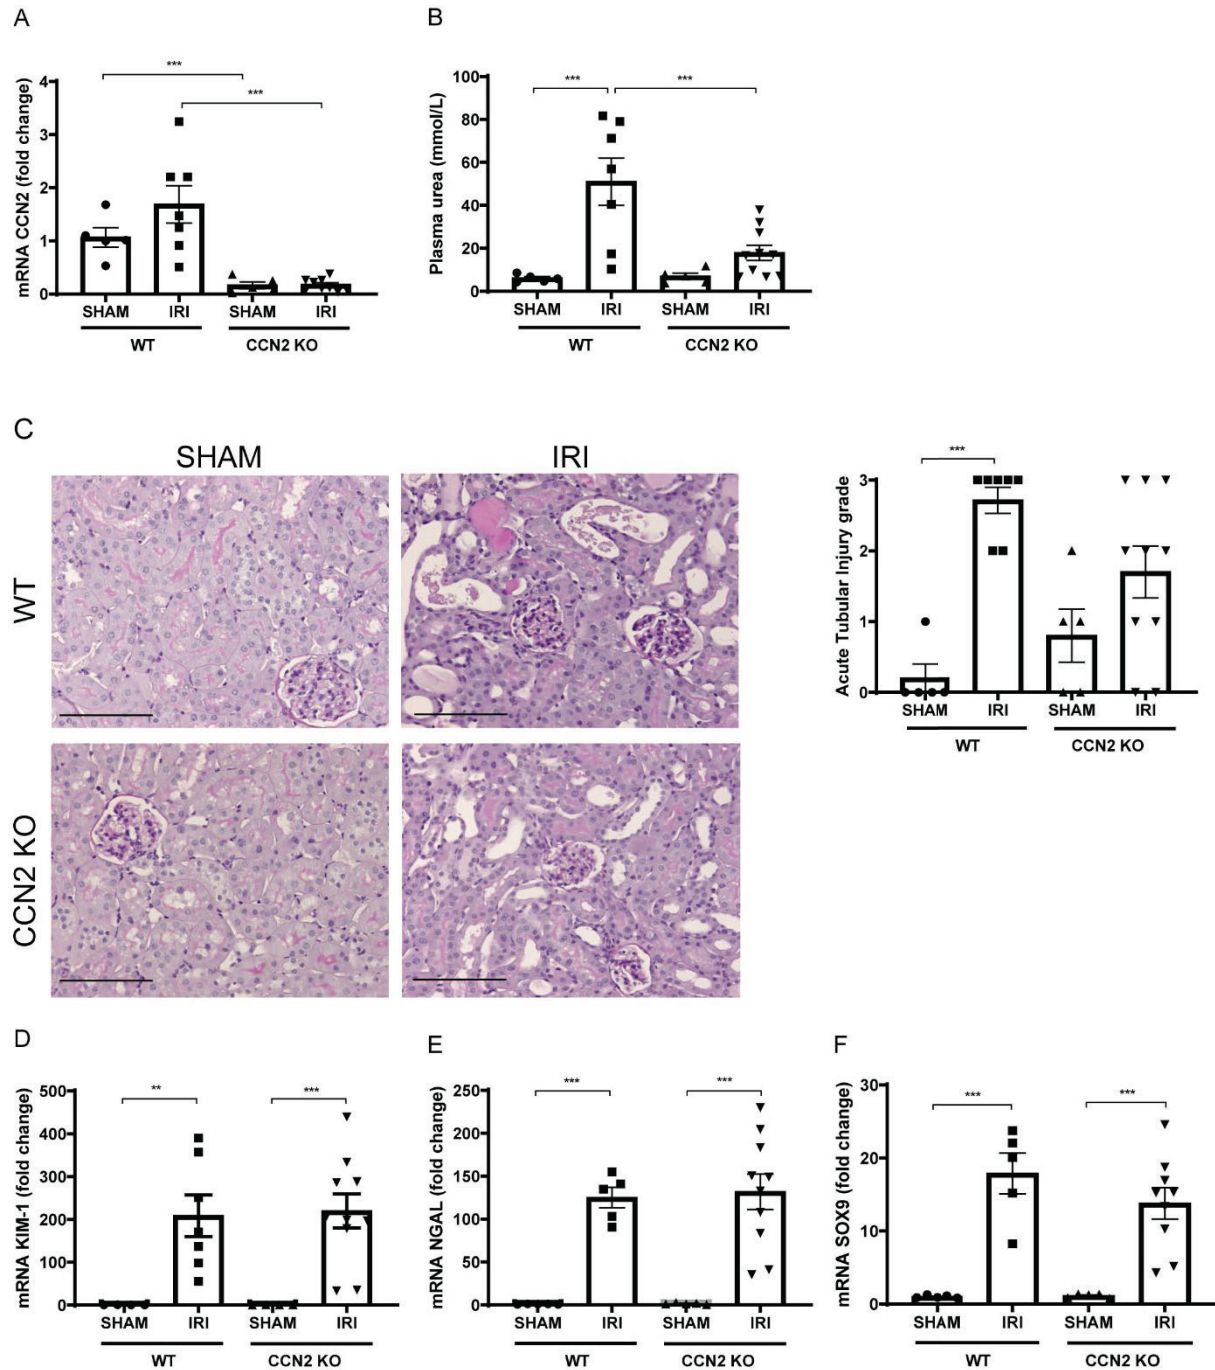 A
mRNA CCN2 (fold change)
4
3
2
1
0
***
***
SHAM
IRI
SHAM
IRI
WT
CCN2 KO
B
Plasma urea (mmol/L)
100
80
60
40
20
0
***
***
SHAM
IRI
SHAM
IRI
WT
CCN2 KO
C
SHAM
IRI
WT
CCN2 KO
Acute Tubular Injury grade
3
2
1
0
***
SHAM
IRI
SHAM
IRI
WT
CCN2 KO
D
mRNA KIM-1 (fold change)
500
400
300
200
100
0
**
***
SHAM
IRI
SHAM
IRI
WT
CCN2 KO
E
mRNA NGAL (fold change)
250
200
150
100
50
0
***
***
SHAM
IRI
SHAM
IRI
WT
CCN2 KO
F
mRNA SOX9 (fold change)
30
20
10
0
***
***
SHAM
IRI
SHAM
IRI
WT
CCN2 KO